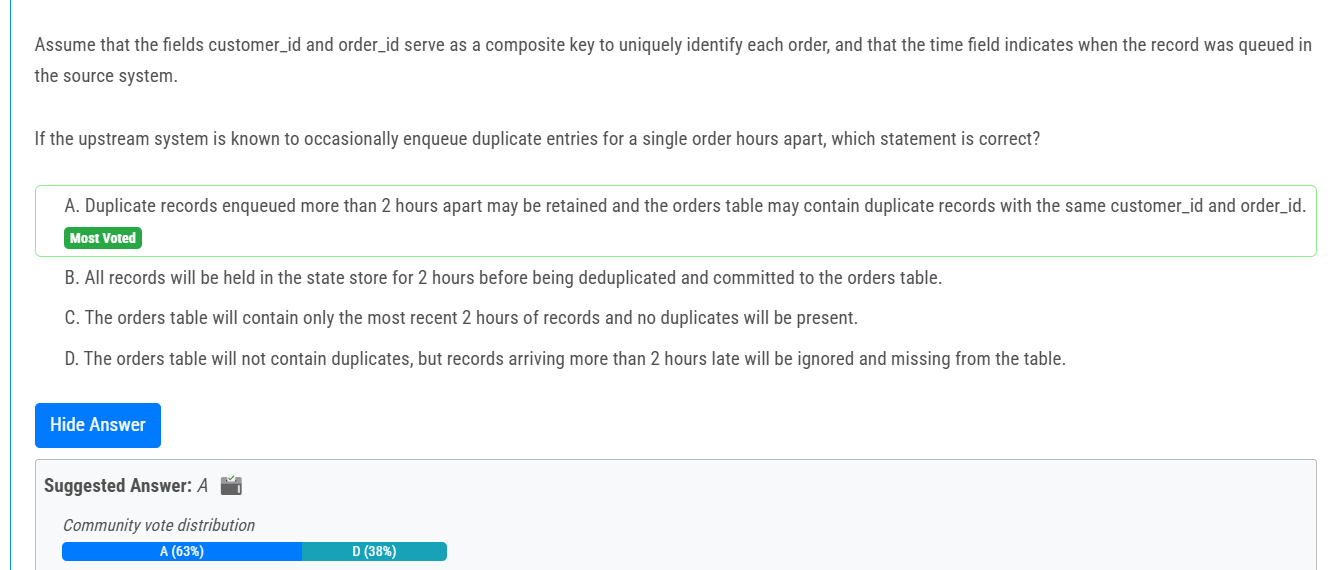 Assume that the fields customer_id and order_id serve as a composite key to uniquely identify each order, and that the time field indicates when the record was queued in
the source system.
If the upstream system is known to occasionally enqueue duplicate entries for a single order hours apart, which statement is correct?
A. Duplicate records enqueued more than 2 hours apart may be retained and the orders table may contain duplicate records with the same customer_id and order_id.
Most Voted
B. All records will be held in the state store for 2 hours before being deduplicated and committed to the orders table.
C. The orders table will contain only the most recent 2 hours of records and no duplicates will be present.
D. The orders table will not contain duplicates, but records arriving more than 2 hours late will be ignored and missing from the table.
Hide Answer
Suggested Answer: A
Community vote distribution
A (63%) D (38%)